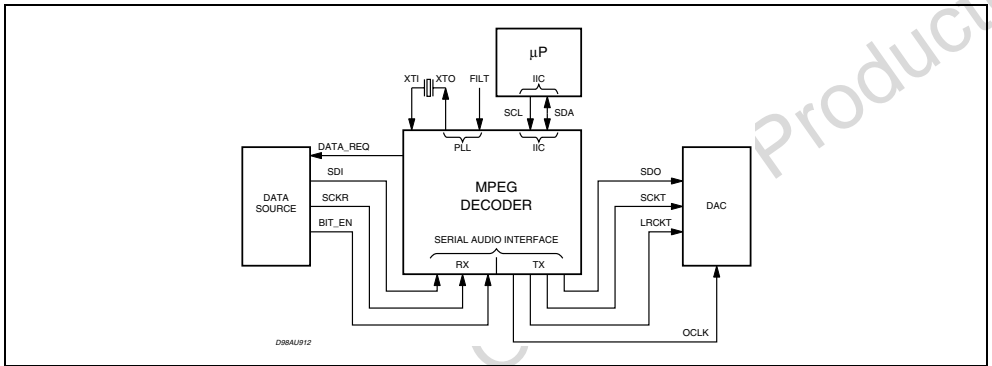 Product
µP
IIC
XTI
XTO
FILT
SCL
SDA
PLL
IIC
DATA_REQ
SDI
SCKR
BIT_EN
DATA
SOURCE
MPEG
DECODER
SERIAL AUDIO INTERFACE
RX
TX
SDO
SCKT
LRCKT
DAC
OCLK
D98AU912